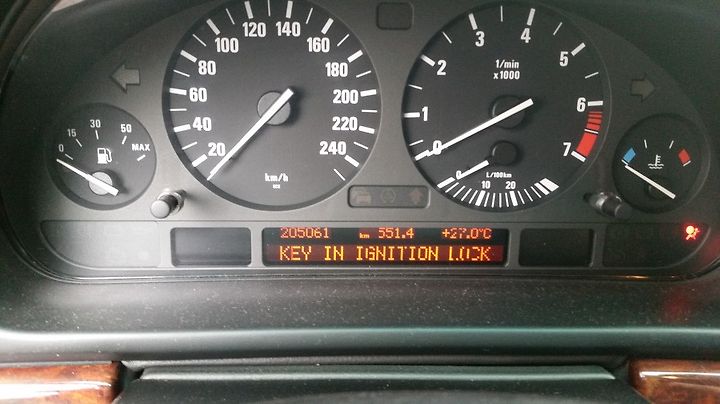 120 140
100 160
80 180
60 200
40 220
20 240
km/h
3 4
2 5
1 6
0 7
1/min
x1000
0 15 30 50 MAX
0 10 20
L/100km
205061 km 551.4 +27.0°C
KEY IN IGNITION LOCK